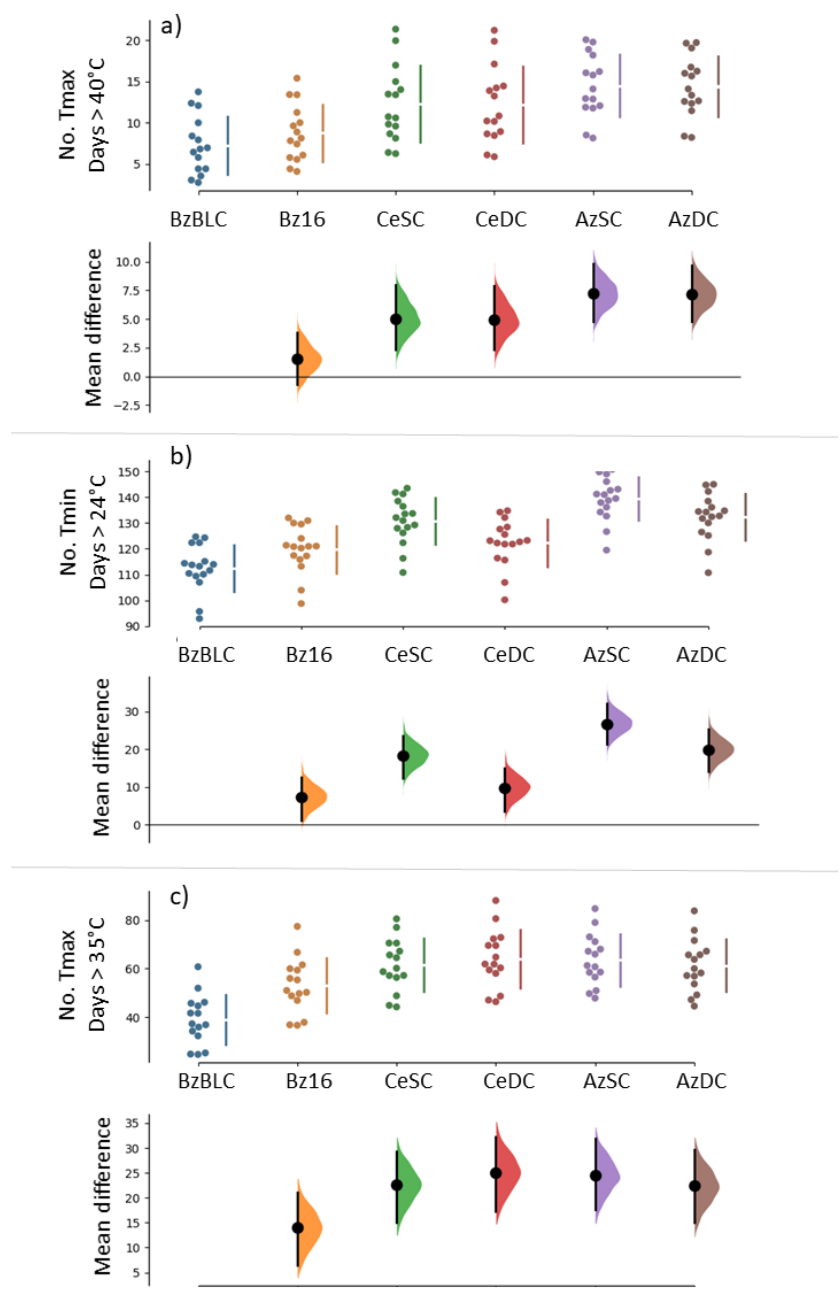 a)
No. Tmax
Days > 40˚C
20
15
10
5
BzBLC Bz16 CeSC CeDC AzSC AzDC
Mean difference
10.0
7.5
5.0
2.5
0.0
−2.5
b)
No. Tmin
Days > 24˚C
150
140
130
120
110
100
90
BzBLC Bz16 CeSC CeDC AzSC AzDC
Mean difference
30
20
10
0
c)
No. Tmax
Days > 35˚C
80
60
40
BzBLC Bz16 CeSC CeDC AzSC AzDC
Mean difference
35
30
25
20
15
10
5